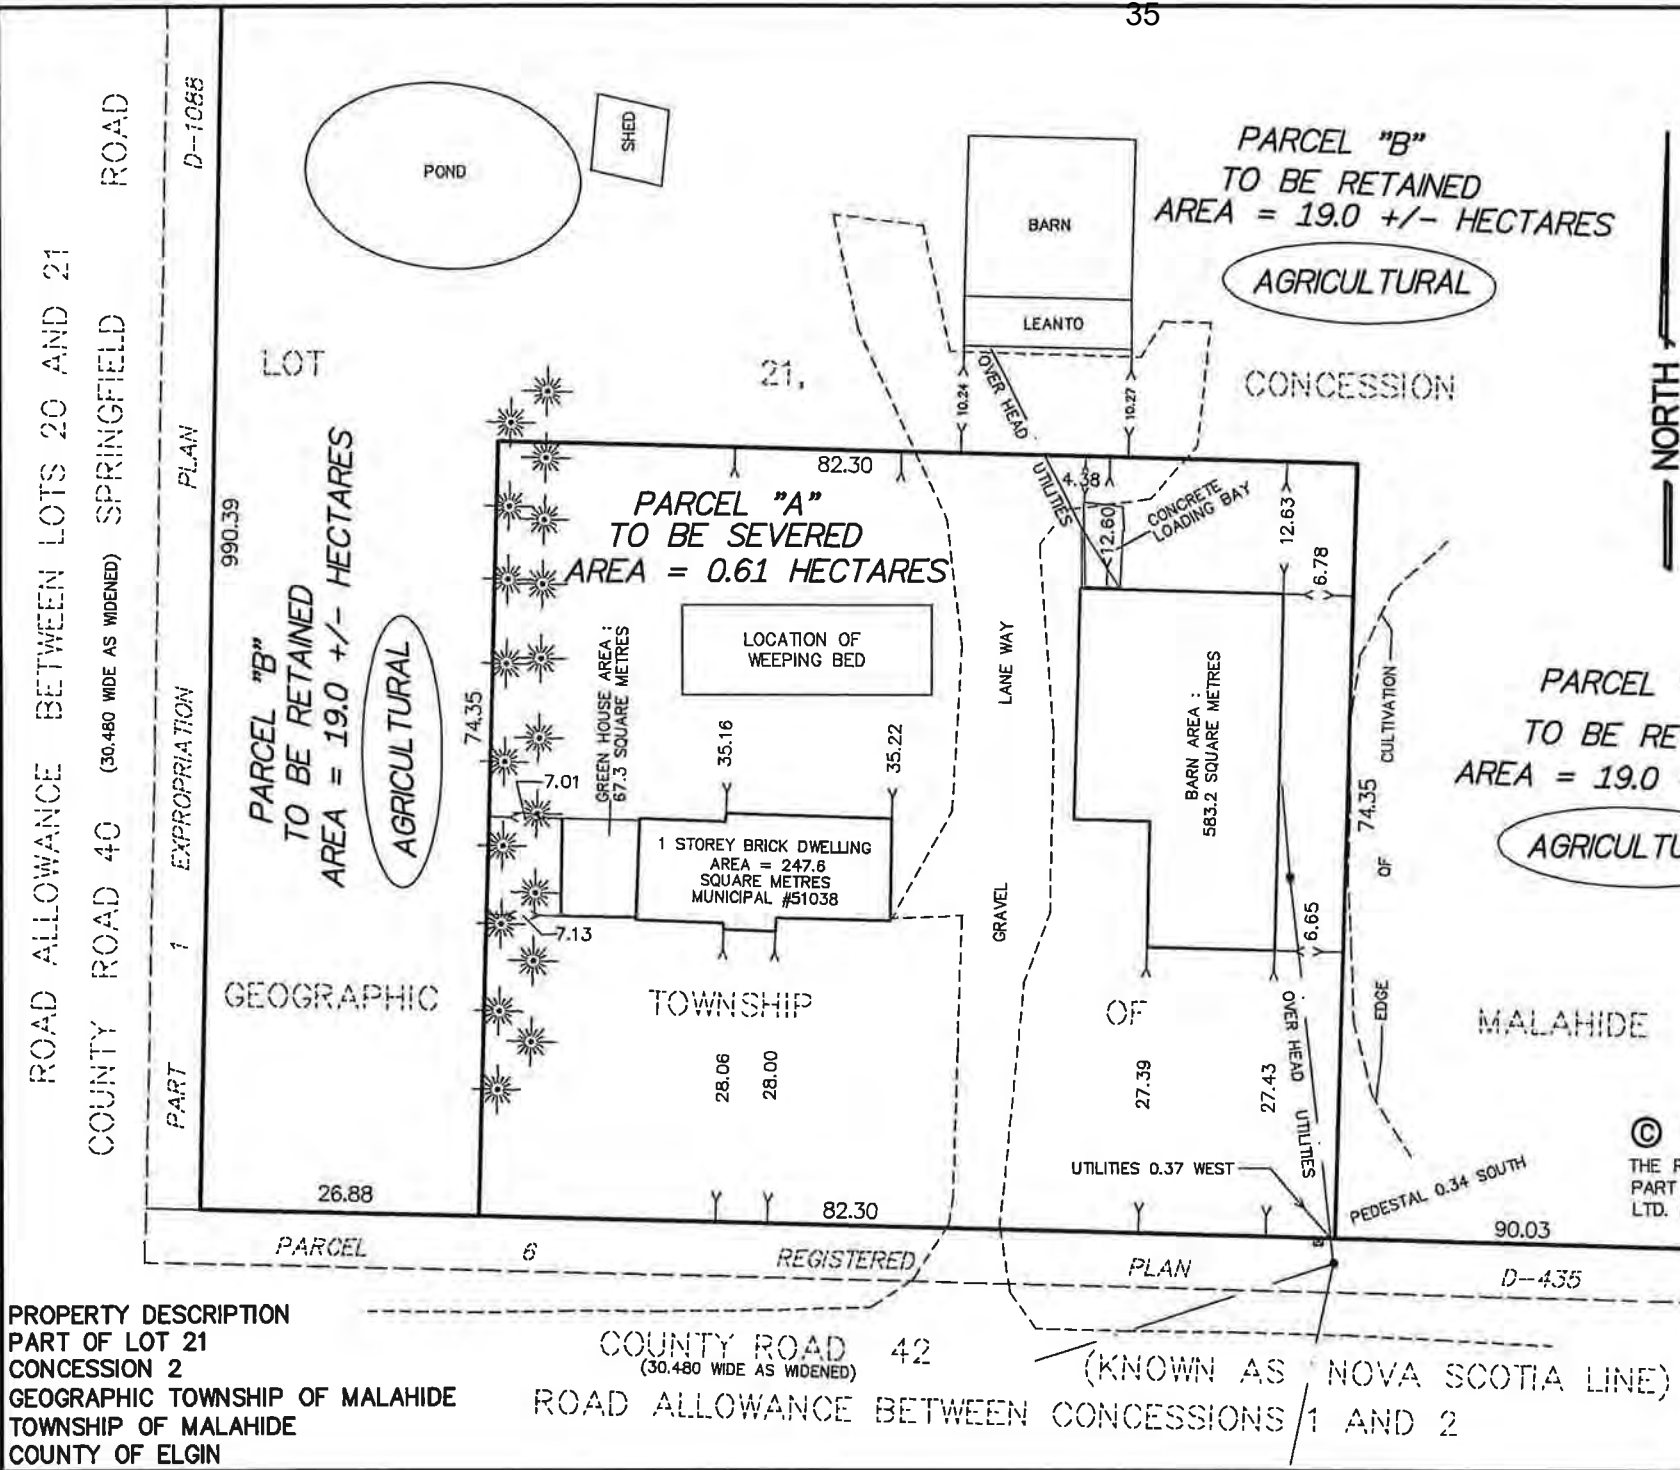 35
ROAD ALLOWANCE BETWEEN LOTS 20 AND 21
COUNTY ROAD 40 (30.480 WIDE AS WIDENED) SPRINGFIELD ROAD
PART 1 EXPROPRIATION PLAN D-1088
990.39
POND
SHED
BARN
LEANTO
PARCEL "B"
TO BE RETAINED
AREA = 19.0 +/- HECTARES
AGRICULTURAL
NORTH
LOT 21, CONCESSION
10.24
10.27
OVER HEAD UTILITIES
82.30
4.38
12.60
CONCRETE
LOADING BAY
12.63
6.78
PARCEL "A"
TO BE SEVERED
AREA = 0.61 HECTARES
PARCEL "B"
TO BE RETAINED
AREA = 19.0 +/- HECTARES
AGRICULTURAL
74.35
GREEN HOUSE AREA :
67.3 SQUARE METRES
LOCATION OF
WEEPING BED
GRAVEL LANE WAY
BARN AREA :
583.2 SQUARE METRES
EDGE OF CULTIVATION
74.35
PARCEL
TO BE RE
AREA = 19.0
AGRICULTU
35.16
35.22
7.01
7.13
1 STOREY BRICK DWELLING
AREA = 247.6
SQUARE METRES
MUNICIPAL #51038
6.65
GEOGRAPHIC TOWNSHIP OF MALAHIDE
28.06
28.00
27.39
27.43
OVER HEAD UTILITIES
UTILITIES 0.37 WEST
PEDESTAL 0.34 SOUTH
©
THE R
PART
LTD.
26.88
82.30
90.03
PARCEL 6 REGISTERED PLAN D-435
PROPERTY DESCRIPTION
PART OF LOT 21
CONCESSION 2
GEOGRAPHIC TOWNSHIP OF MALAHIDE
TOWNSHIP OF MALAHIDE
COUNTY OF ELGIN
COUNTY ROAD 42 (KNOWN AS NOVA SCOTIA LINE)
(30.480 WIDE AS WIDENED)
ROAD ALLOWANCE BETWEEN CONCESSIONS 1 AND 2